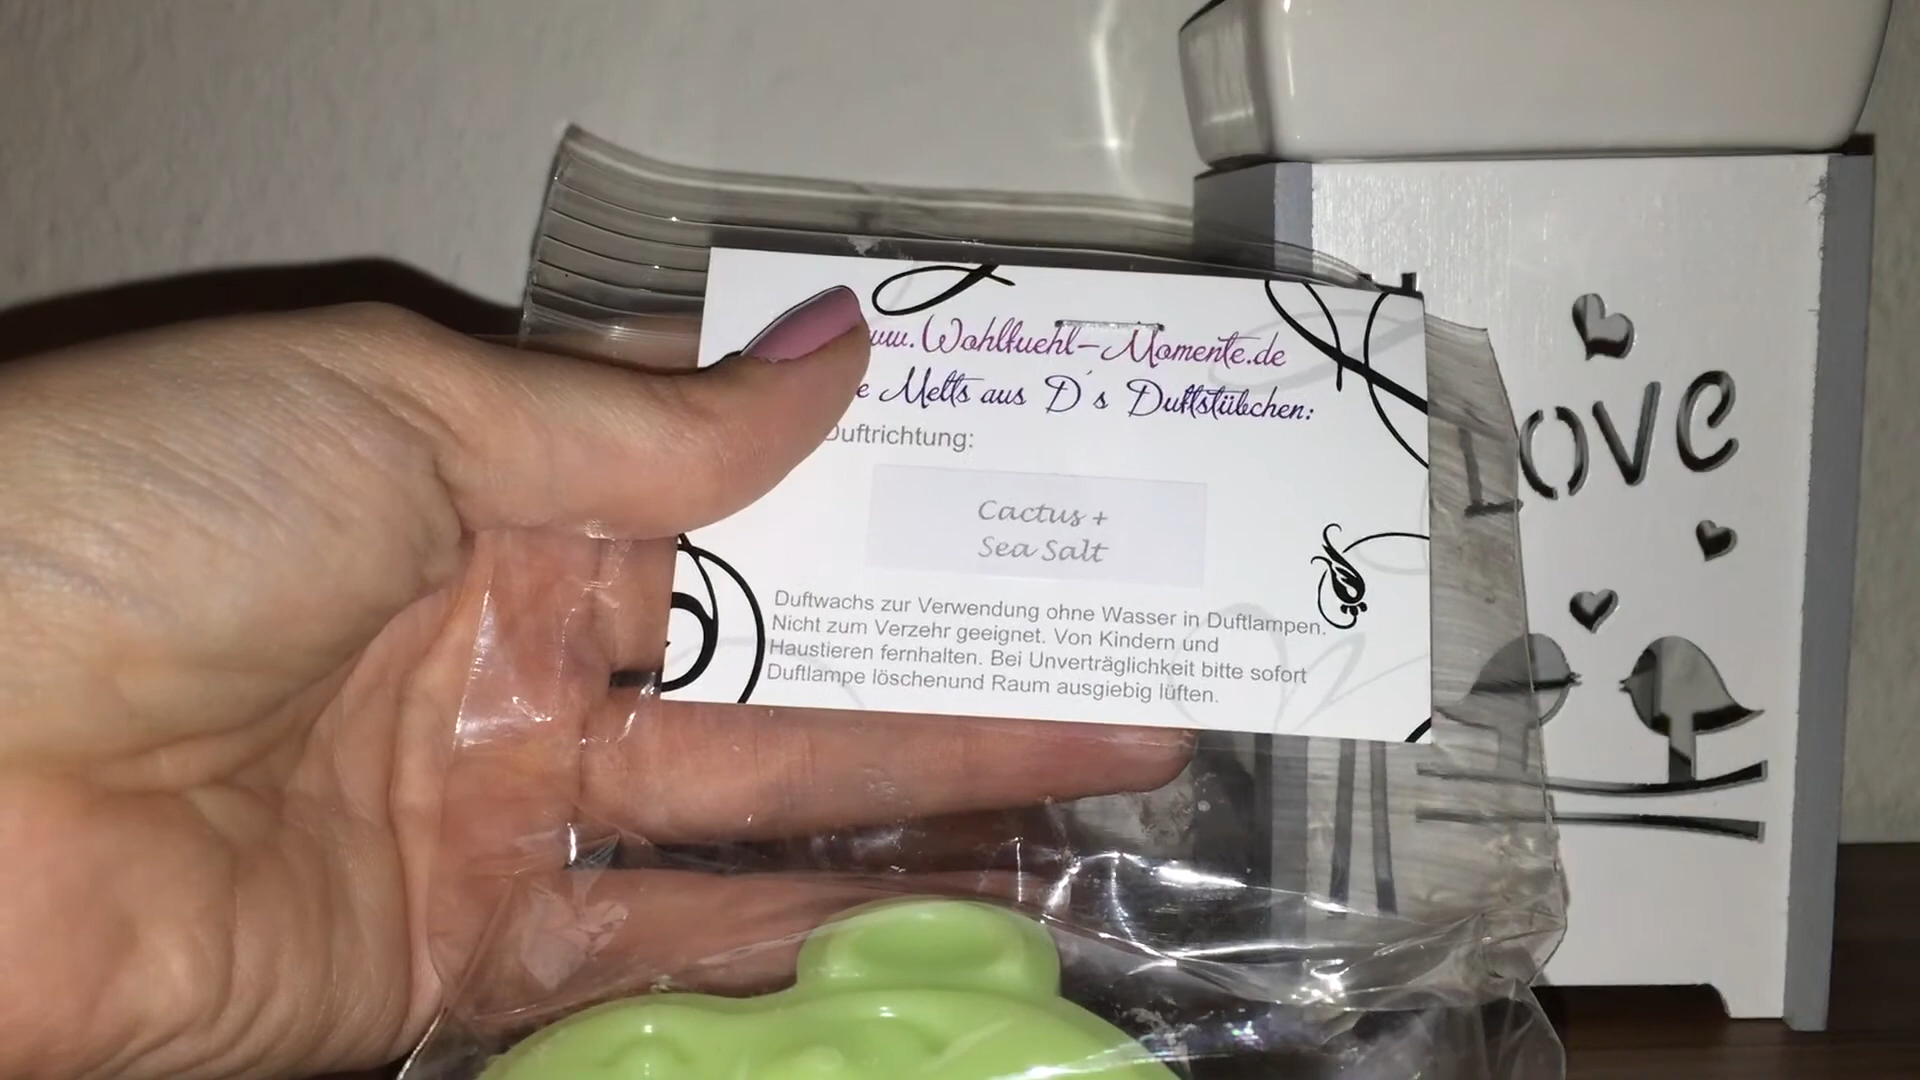 www.Wohlfuehl-Momente.de
Melts aus D´s Duftstübchen:
Duftrichtung:
Cactus +
Sea Salt
Duftwachs zur Verwendung ohne Wasser in Duftlampen.
Nicht zum Verzehr geeignet. Von Kindern und
Haustieren fernhalten. Bei Unverträglichkeit bitte sofort
Duftlampe löschenund Raum ausgiebig lüften.
Love